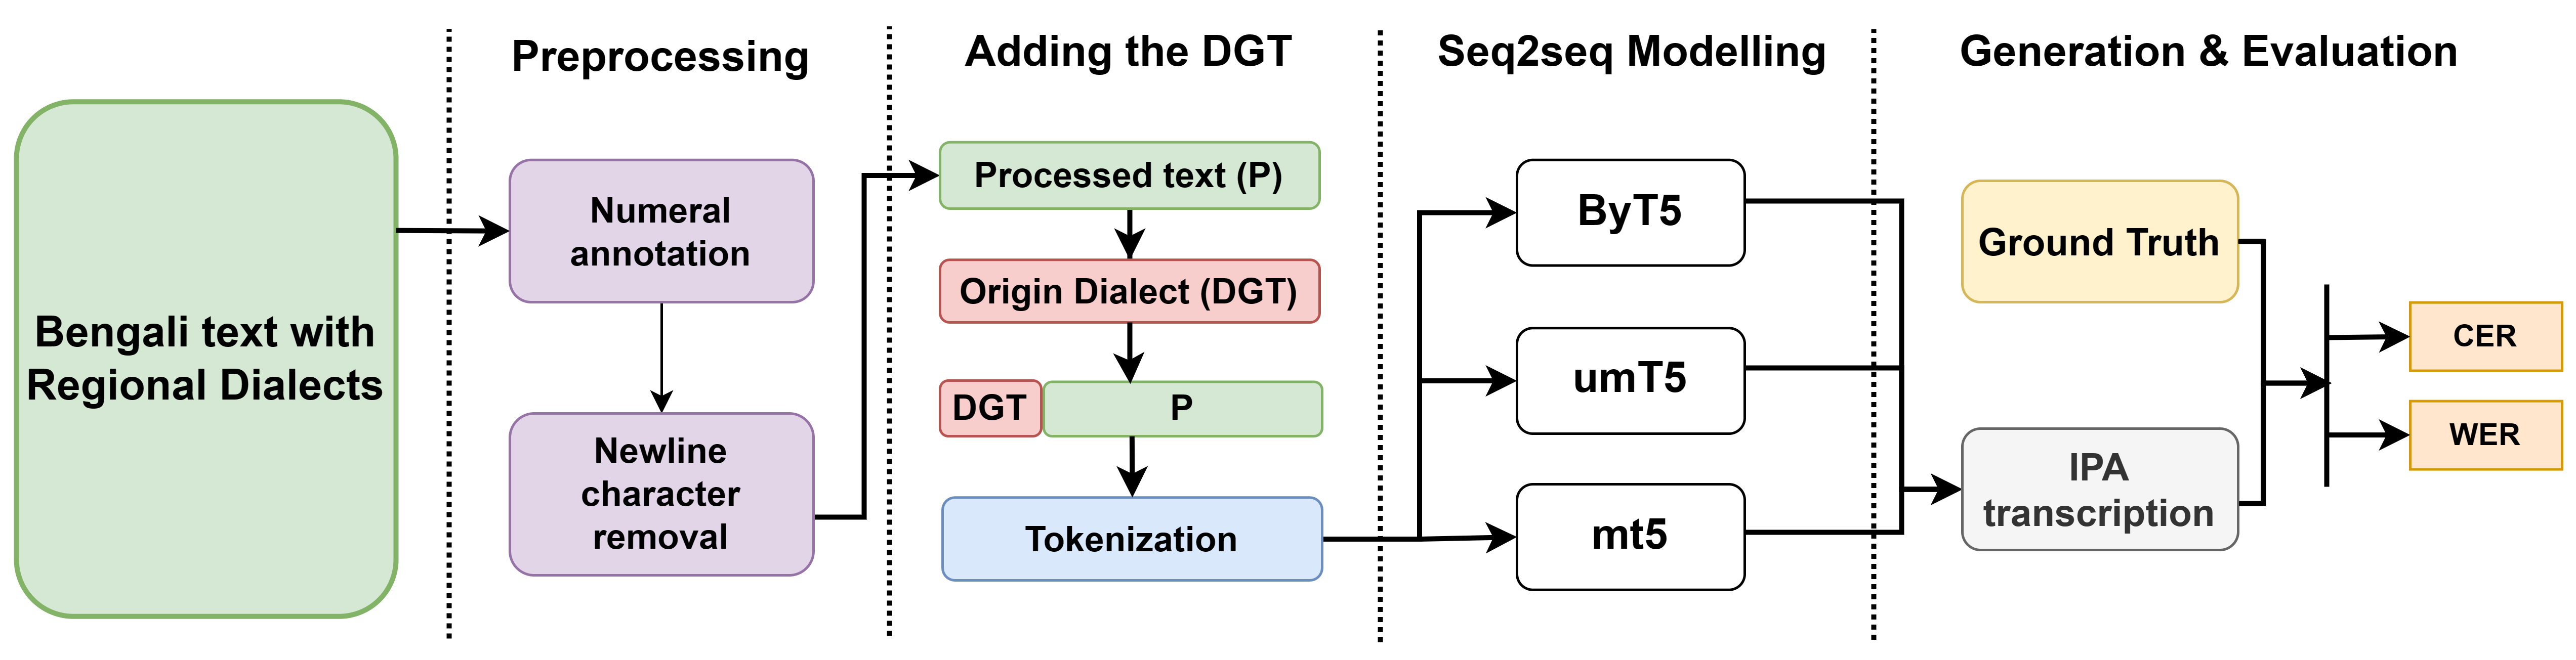 Bengali text with
Regional Dialects
Preprocessing
Numeral
annotation
Newline
character
removal
Adding the DGT
Processed text (P)
Origin Dialect (DGT)
DGT P
Tokenization
Seq2seq Modelling
ByT5
umT5
mt5
Generation & Evaluation
Ground Truth
IPA
transcription
CER
WER